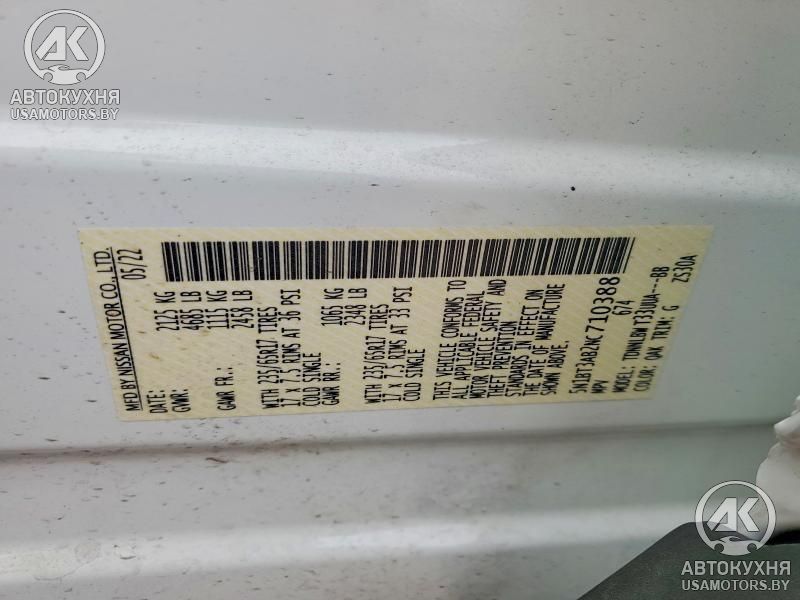 AK
АВТОКУХНЯ
USAMOTORS.BY
MFD BY NISSAN MOTOR CO., LTD.
DATE: 05/22
GVWR: 2125 KG
4685 LB
GAWR FR.: 1115 KG
2458 LB
WITH 235/65R17 TIRES
17 X 7.5 RIMS AT 36 PSI
COLD SINGLE
GAWR RR.: 1065 KG
2348 LB
WITH 235/65R17 TIRES
17 X 7.5 RIMS AT 33 PSI
COLD SINGLE
THIS VEHICLE CONFORMS TO
ALL APPLICABLE FEDERAL
MOTOR VEHICLE SAFETY AND
THEFT PREVENTION
STANDARDS IN EFFECT ON
THE DATE OF MANUFACTURE
SHOWN ABOVE.
5N1BT3AB2NC710388
MPV 674
MODEL: T33UUA---BB
COLOR: QAK TRIM: G ZS30A
AK
АВТОКУХНЯ
USAMOTORS.BY